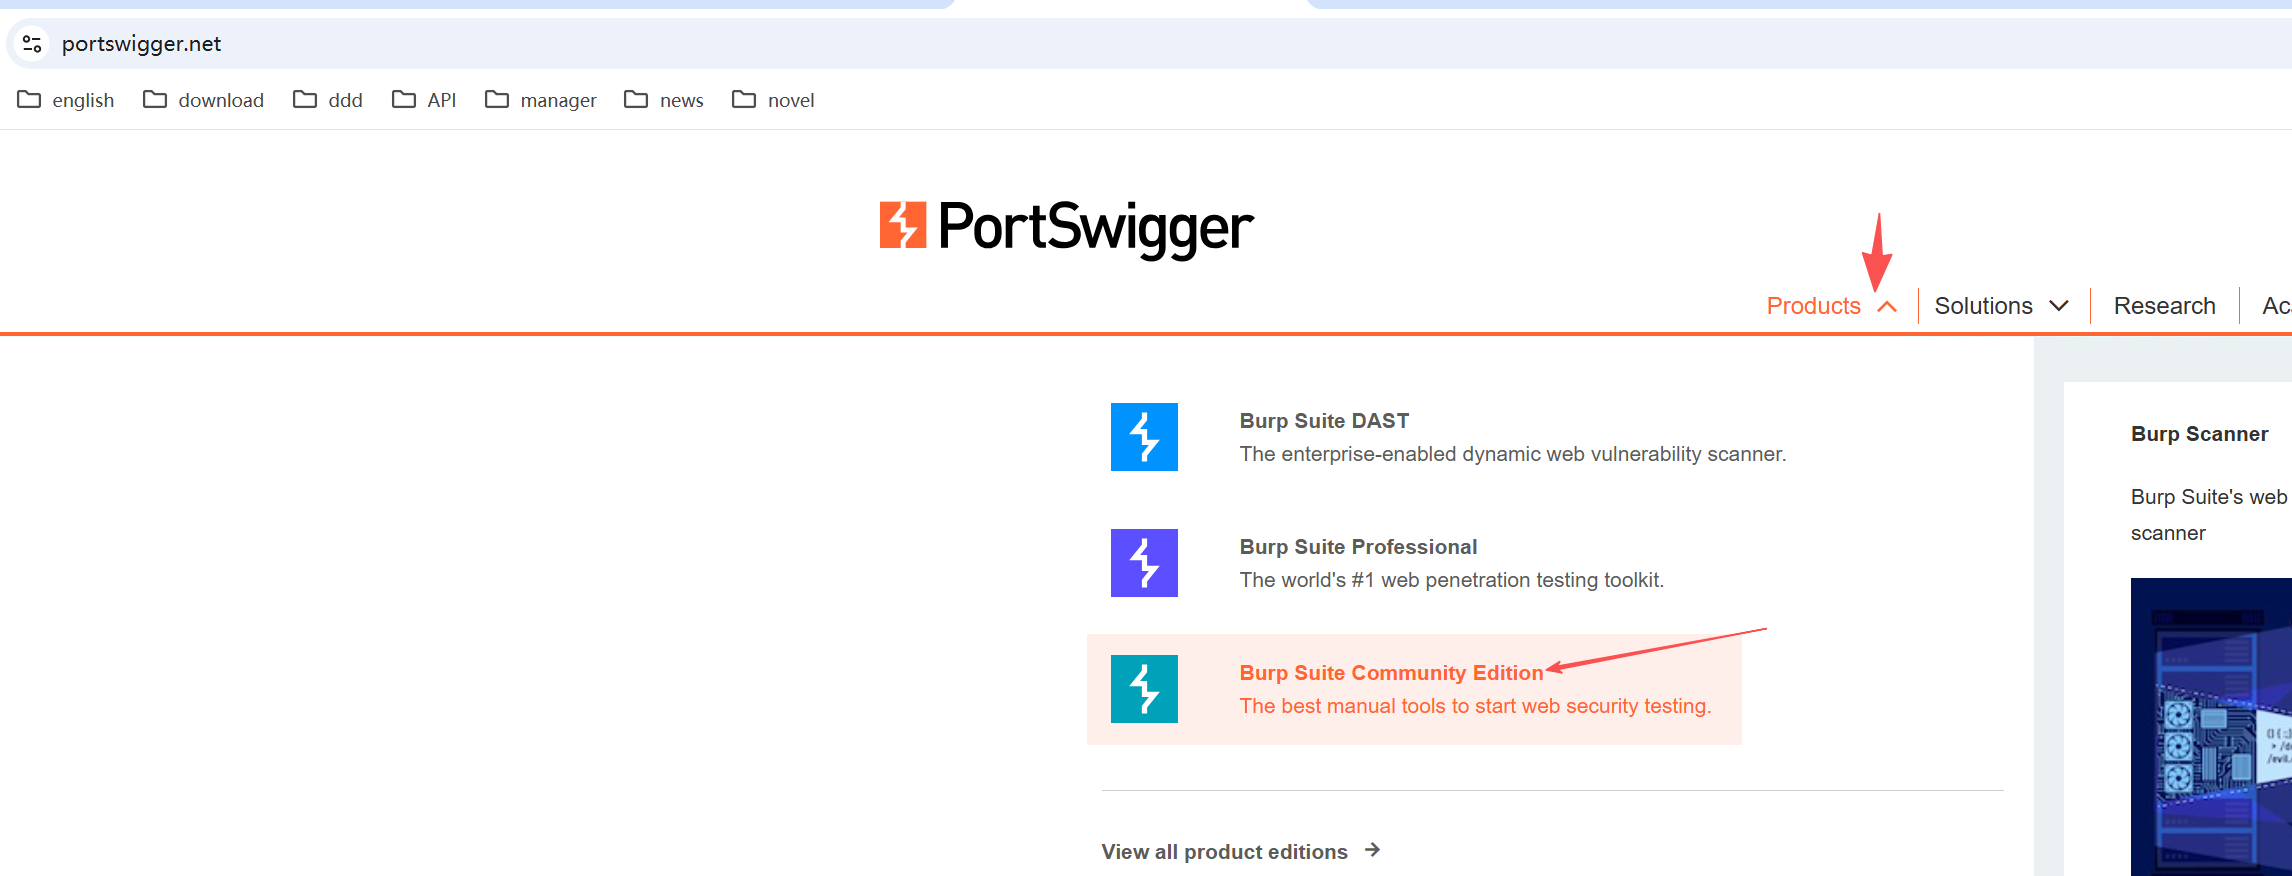 portswigger.net
english download ddd API manager news novel
PortSwigger
Products Solutions Research
Burp Suite DAST
The enterprise-enabled dynamic web vulnerability scanner.
Burp Suite Professional
The world's #1 web penetration testing toolkit.
Burp Suite Community Edition
The best manual tools to start web security testing.
View all product editions
Burp Scanner
Burp Suite's web
scanner